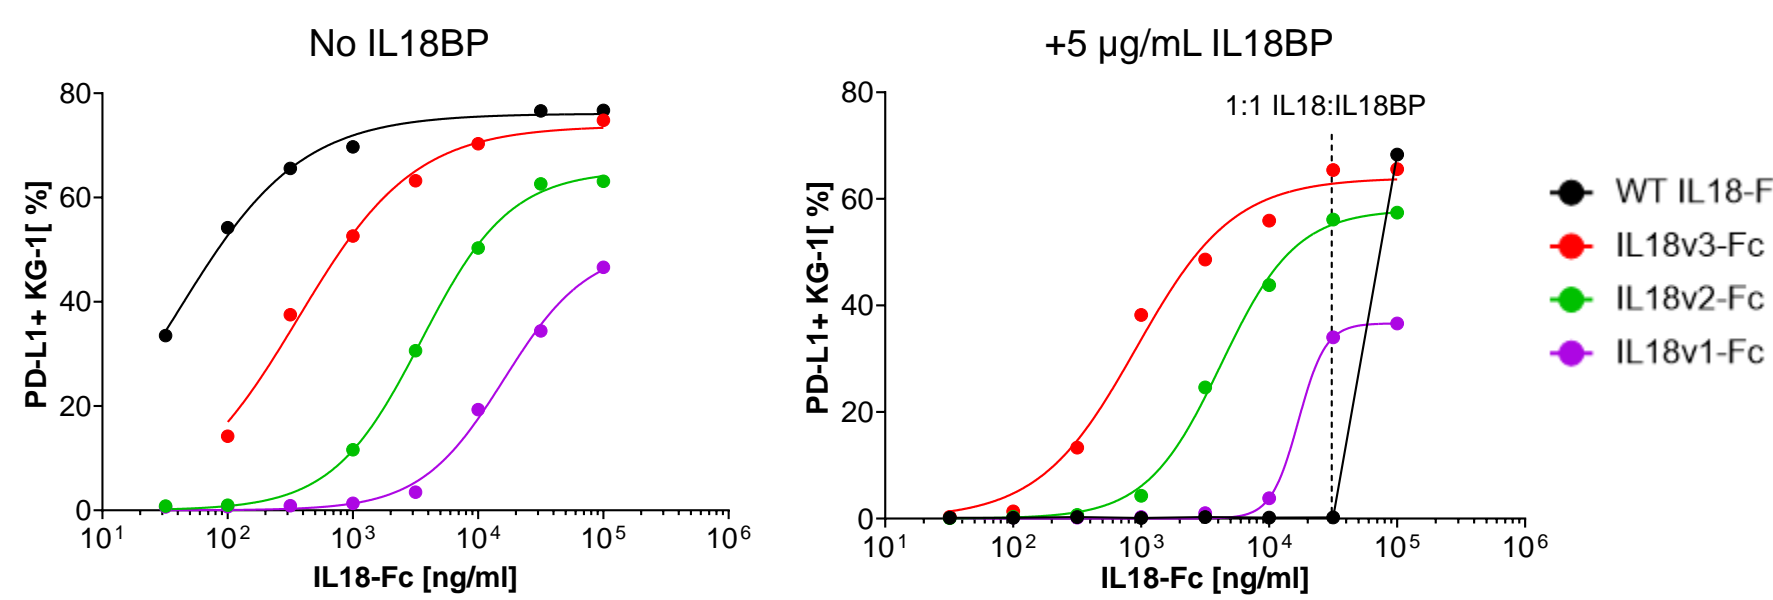 No IL18BP
80
60
40
20
0
PD-L1+ KG-1[ %]
10¹ 10² 10³ 10⁴ 10⁵ 10⁶
IL18-Fc [ng/ml]
+5 µg/mL IL18BP
1:1 IL18:IL18BP
80
60
40
20
0
PD-L1+ KG-1[ %]
10¹ 10² 10³ 10⁴ 10⁵ 10⁶
IL18-Fc [ng/ml]
WT IL18-F
IL18v3-Fc
IL18v2-Fc
IL18v1-Fc